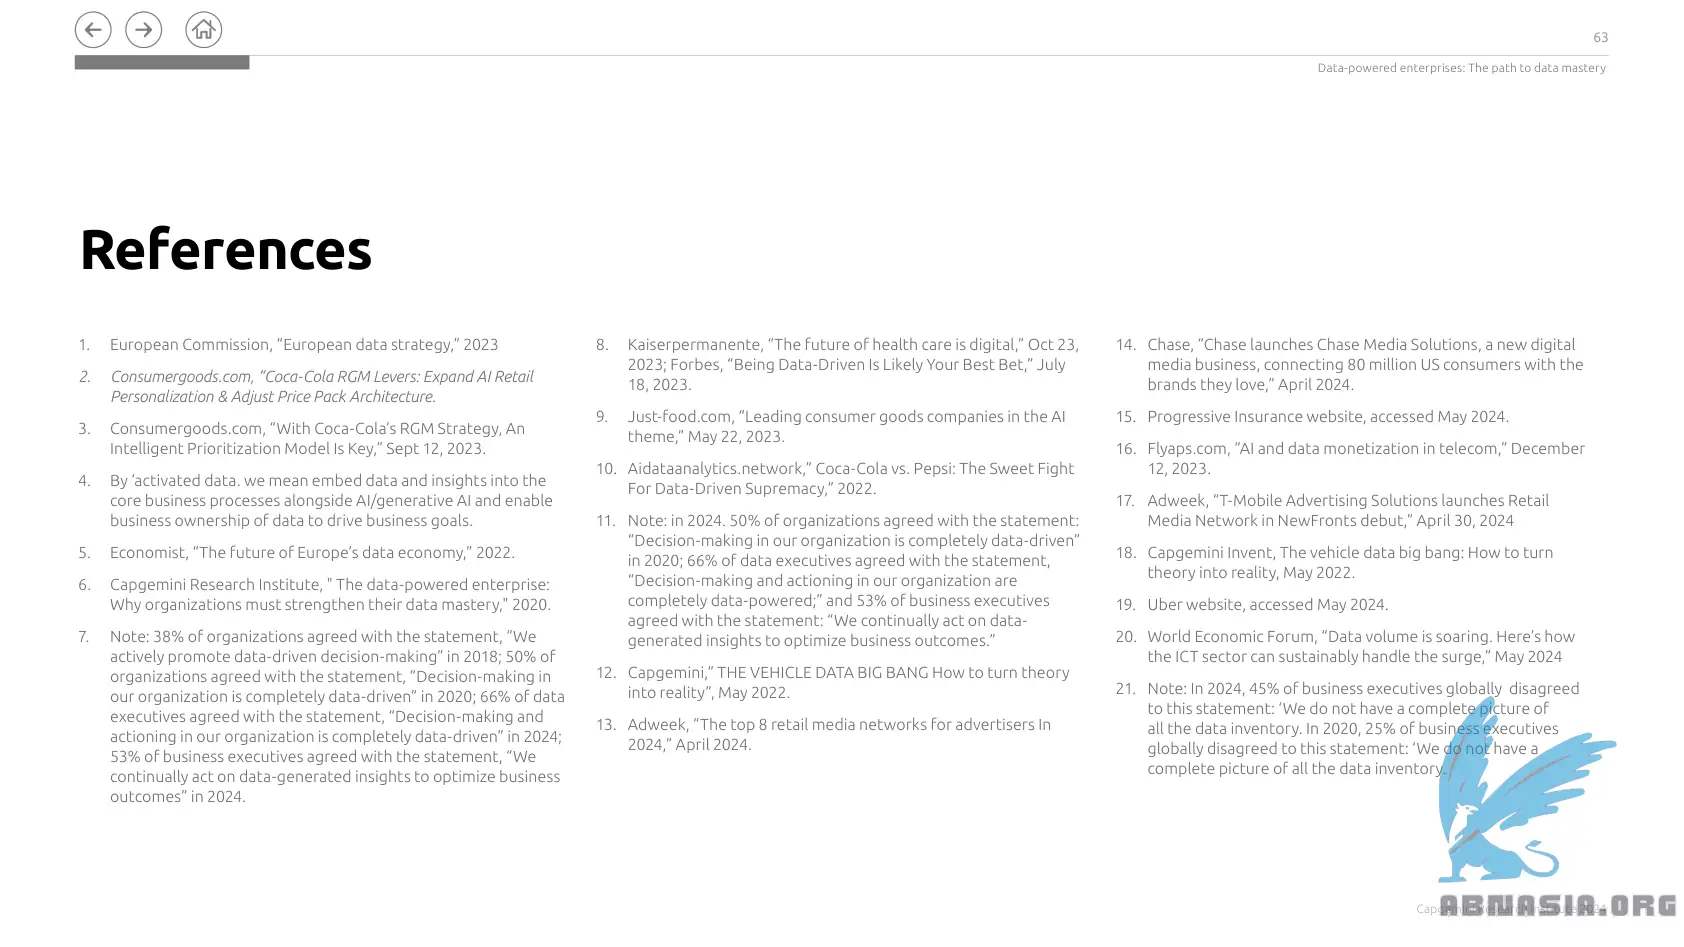 63
Data-powered enterprises: The path to data mastery
References
1. European Commission, “European data strategy,” 2023
2. Consumergoods.com, “Coca-Cola RGM Levers: Expand AI Retail
Personalization & Adjust Price Pack Architecture.
3. Consumergoods.com, “With Coca-Cola’s RGM Strategy, An
Intelligent Prioritization Model Is Key,” Sept 12, 2023.
4. By ‘activated data. we mean embed data and insights into the
core business processes alongside AI/generative AI and enable
business ownership of data to drive business goals.
5. Economist, “The future of Europe’s data economy,” 2022.
6. Capgemini Research Institute, " The data-powered enterprise:
Why organizations must strengthen their data mastery," 2020.
7. Note: 38% of organizations agreed with the statement, “We
actively promote data-driven decision-making” in 2018; 50% of
organizations agreed with the statement, “Decision-making in
our organization is completely data-driven” in 2020; 66% of data
executives agreed with the statement, “Decision-making and
actioning in our organization is completely data-driven” in 2024;
53% of business executives agreed with the statement, “We
continually act on data-generated insights to optimize business
outcomes” in 2024.
8. Kaiserpermanente, “The future of health care is digital,” Oct 23,
2023; Forbes, “Being Data-Driven Is Likely Your Best Bet,” July
18, 2023.
9. Just-food.com, “Leading consumer goods companies in the AI
theme,” May 22, 2023.
10. Aidataanalytics.network,” Coca-Cola vs. Pepsi: The Sweet Fight
For Data-Driven Supremacy,” 2022.
11. Note: in 2024. 50% of organizations agreed with the statement:
“Decision-making in our organization is completely data-driven”
in 2020; 66% of data executives agreed with the statement,
“Decision-making and actioning in our organization are
completely data-powered;” and 53% of business executives
agreed with the statement: “We continually act on data-
generated insights to optimize business outcomes.”
12. Capgemini,” THE VEHICLE DATA BIG BANG How to turn theory
into reality”, May 2022.
13. Adweek, “The top 8 retail media networks for advertisers In
2024,” April 2024.
14. Chase, “Chase launches Chase Media Solutions, a new digital
media business, connecting 80 million US consumers with the
brands they love,” April 2024.
15. Progressive Insurance website, accessed May 2024.
16. Flyaps.com, “AI and data monetization in telecom,” December
12, 2023.
17. Adweek, “T-Mobile Advertising Solutions launches Retail
Media Network in NewFronts debut,” April 30, 2024
18. Capgemini Invent, The vehicle data big bang: How to turn
theory into reality, May 2022.
19. Uber website, accessed May 2024.
20. World Economic Forum, “Data volume is soaring. Here’s how
the ICT sector can sustainably handle the surge,” May 2024
21. Note: In 2024, 45% of business executives globally disagreed
to this statement: ‘We do not have a complete picture of
all the data inventory. In 2020, 25% of business executives
globally disagreed to this statement: ‘We do not have a
complete picture of all the data inventory.
Capgemini Research Institute 2024
ABMASIA.ORG